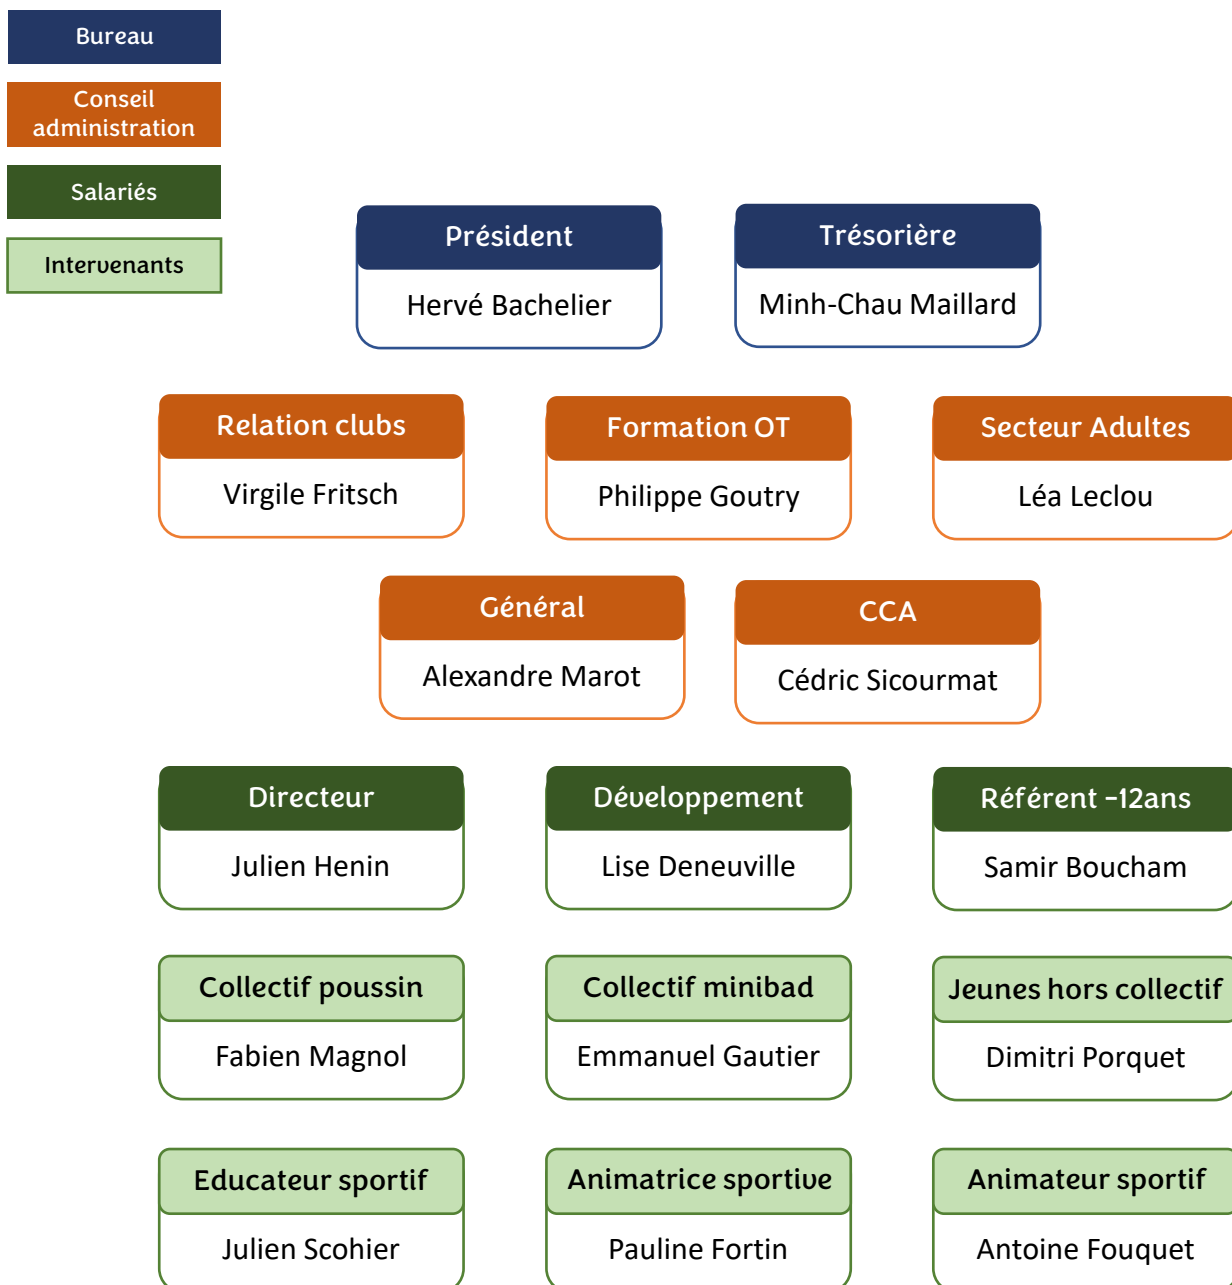 Bureau
Conseil
administration
Salariés
Intervenants
Président
Trésorière
Hervé Bachelier
Minh-Chau Maillard
Relation clubs
Formation OT
Secteur Adultes
Virgile Fritsch
Philippe Goutry
Léa Leclou
Général
CCA
Alexandre Marot
Cédric Sicourmat
Directeur
Développement
Référent -12ans
Julien Henin
Lise Deneuville
Samir Boucham
Collectif poussin
Collectif minibad
Jeunes hors collectif
Fabien Magnol
Emmanuel Gautier
Dimitri Porquet
Educateur sportif
Animatrice sportive
Animateur sportif
Julien Scohier
Pauline Fortin
Antoine Fouquet